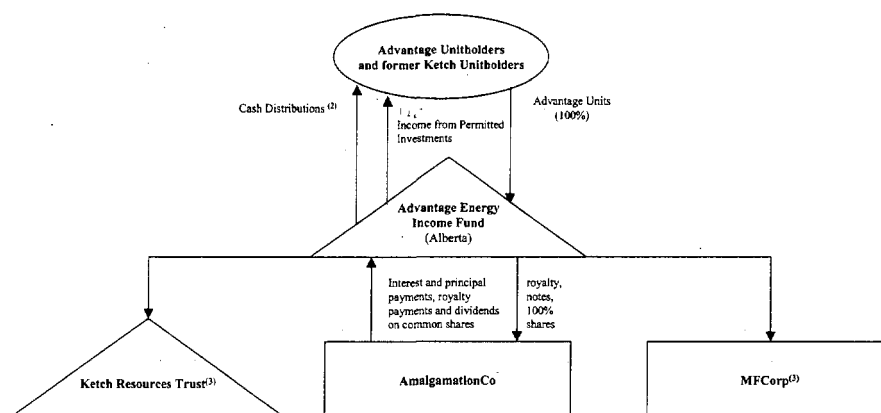 Advantage Unitholders
and former Ketch Unitholders
Cash Distributions (2)
Income from Permitted
Investments
Advantage Units
(100%)
Advantage Energy
Income Fund
(Alberta)
Interest and principal
payments, royalty
payments and dividends
on common shares
royalty,
notes,
100%
shares
Ketch Resources Trust(3)
AmalgamationCo
MFCorp(3)